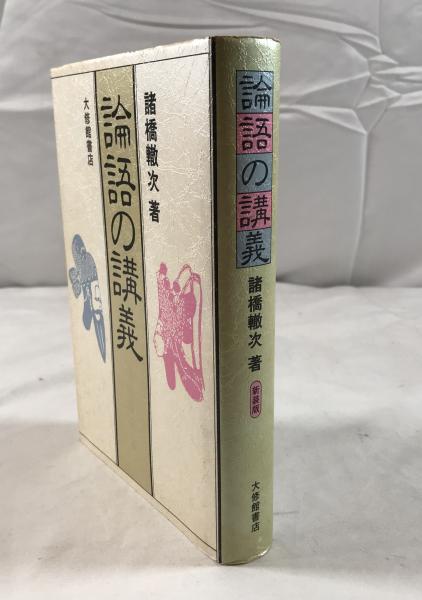 諸橋轍次 著
論語の講義
大修館書店
論語の講義
諸橋轍次 著
新装版
大修館書店